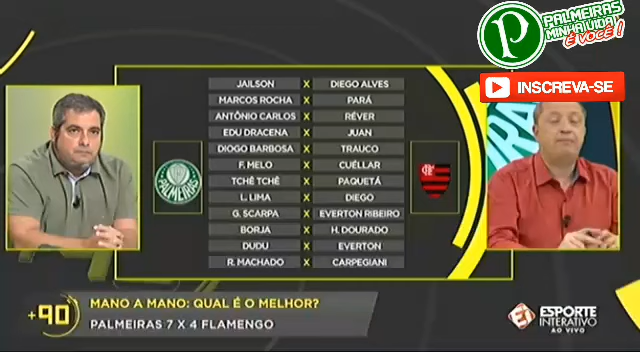 PALMEIRAS
MINHA VIDA
É VOCÊ!
P
INSCREVA-SE
JAILSON X DIEGO ALVES
MARCOS ROCHA X PARÁ
ANTÔNIO CARLOS X RÉVER
EDU DRACENA X JUAN
DIOGO BARBOSA X TRAUCO
F. MELO X CUÉLLAR
TCHÊ TCHÊ X PAQUETÁ
L. LIMA X DIEGO
G. SCARPA X EVERTON RIBEIRO
BORJA X H. DOURADO
DUDU X EVERTON
R. MACHADO X CARPEGIANI
PALMEIRAS
+90
MANO A MANO: QUAL É O MELHOR?
PALMEIRAS 7 X 4 FLAMENGO
ESPORTE
INTERATIVO
AO VIVO